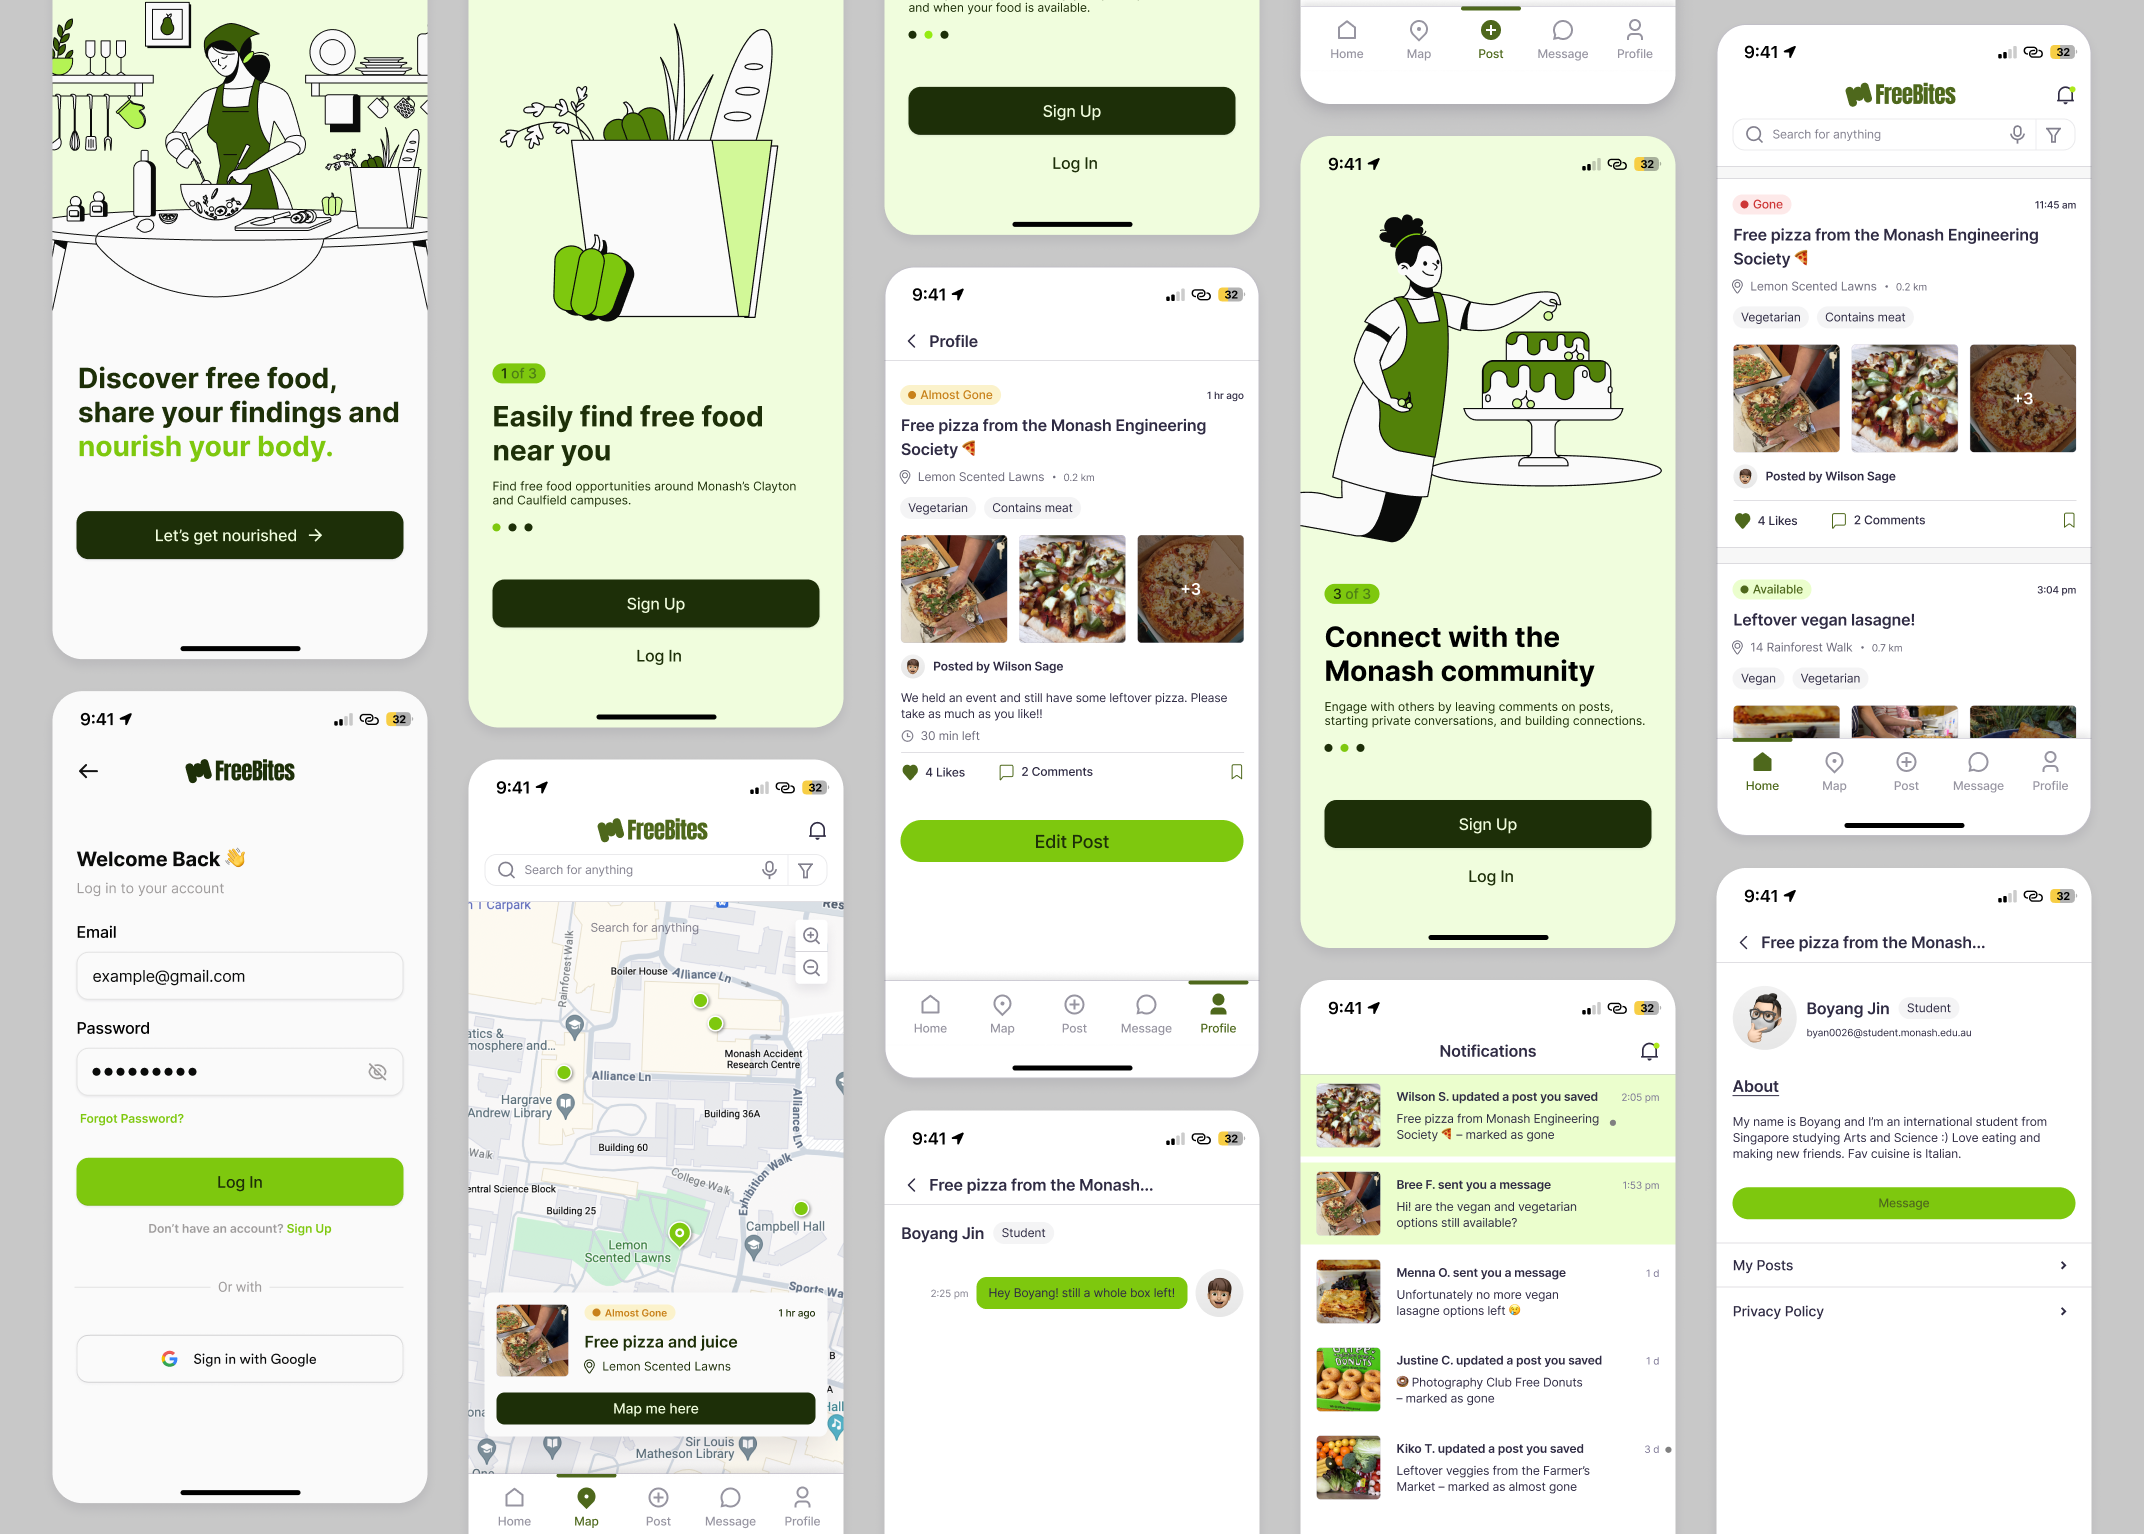 Discover free food,
share your findings and
nourish your body.
Let's get nourished
9:41
32
FreeBites
Welcome Back 👋
Log in to your account
Email
example@gmail.com
Password
Forgot Password?
Log In
Don't have an account? Sign Up
Or with
Sign in with Google
1 of 3
Easily find free food
near you
Find free food opportunities around Monash's Clayton
and Caulfield campuses.
Sign Up
Log In
9:41
32
FreeBites
Search for anything
n 1 Carpark
Res
Search for anything
Rainforest Walk
Boiler House
Alliance Ln
atics &
mosphere and...
Monash Accident
Research Centre
Alliance Ln
Alliance Ln
Hargrave
Andrew Library
Building 36A
Building 60
Walk
College Walk
Exhibition Walk
entral Science Block
Building 25
Campbell Hall
Lemon
Scented Lawns
Sports Wa
Almost Gone
1 hr ago
Free pizza and juice
Lemon Scented Lawns
B
A
Map me here
ona
Hall
Sir Louis
Matheson Library
One
Home
Map
Post
Message
Profile
and when your food is available.
Sign Up
Log In
9:41
32
Profile
Almost Gone
1 hr ago
Free pizza from the Monash Engineering
Society 🍕
Lemon Scented Lawns • 0.2 km
Vegetarian
Contains meat
+3
Posted by Wilson Sage
We held an event and still have some leftover pizza. Please
take as much as you like!!
30 min left
4 Likes
2 Comments
Edit Post
Home
Map
Post
Message
Profile
9:41
32
Free pizza from the Monash...
Boyang Jin
Student
2:25 pm
Hey Boyang! still a whole box left!
Home
Map
Post
Message
Profile
9:41
32
3 of 3
Connect with the
Monash community
Engage with others by leaving comments on posts,
starting private conversations, and building connections.
Sign Up
Log In
9:41
32
Notifications
Wilson S. updated a post you saved
2:05 pm
Free pizza from Monash Engineering
Society 🍕 – marked as gone
Bree F. sent you a message
1:53 pm
Hi! are the vegan and vegetarian
options still available?
Menna O. sent you a message
1 d
Unfortunately no more vegan
lasagne options left 😢
DONUTS
Justine C. updated a post you saved
1 d
🍩 Photography Club Free Donuts
– marked as gone
Kiko T. updated a post you saved
3 d
Leftover veggies from the Farmer's
Market – marked as almost gone
9:41
32
FreeBites
Search for anything
Gone
11:45 am
Free pizza from the Monash Engineering
Society 🍕
Lemon Scented Lawns • 0.2 km
Vegetarian
Contains meat
+3
Posted by Wilson Sage
4 Likes
2 Comments
Available
3:04 pm
Leftover vegan lasagne!
14 Rainforest Walk • 0.7 km
Vegan
Vegetarian
Home
Map
Post
Message
Profile
9:41
32
Free pizza from the Monash...
Boyang Jin
Student
byan0026@student.monash.edu.au
About
My name is Boyang and I'm an international student from
Singapore studying Arts and Science :) Love eating and
making new friends. Fav cuisine is Italian.
Message
My Posts
Privacy Policy